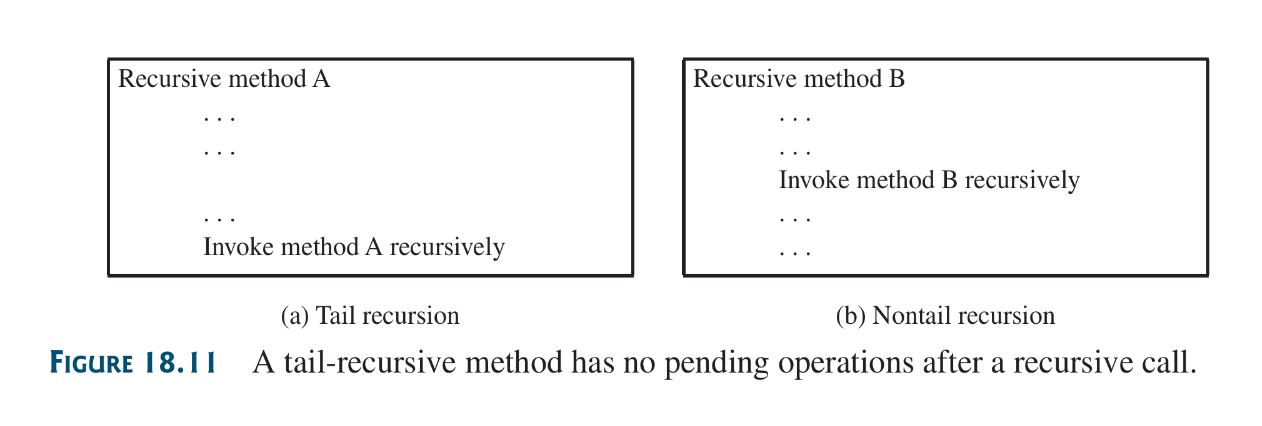 Recursive method A
. . .
. . .
. . .
Invoke method A recursively
(a) Tail recursion
Recursive method B
. . .
. . .
Invoke method B recursively
. . .
. . .
(b) Nontail recursion
FIGURE 18.11 A tail-recursive method has no pending operations after a recursive call.